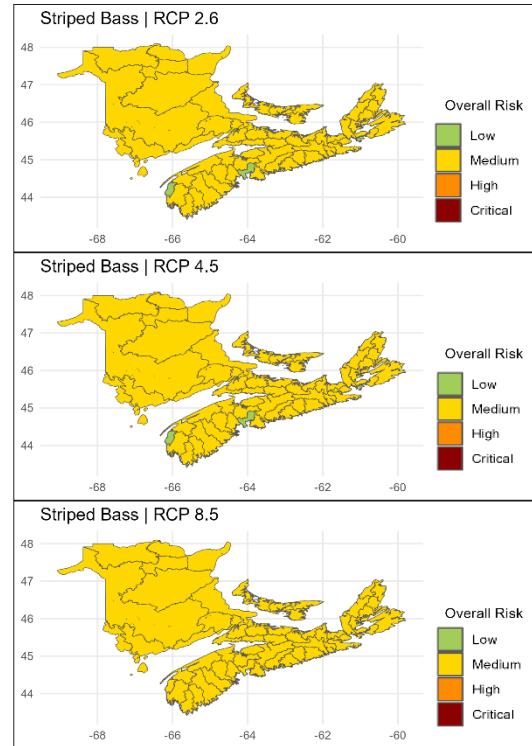 Striped Bass | RCP 2.6
48
47
46
45
44
-68
-66
-64
-62
-60
Overall Risk
Low
Medium
High
Critical
Striped Bass | RCP 4.5
48
47
46
45
44
-68
-66
-64
-62
-60
Overall Risk
Low
Medium
High
Critical
Striped Bass | RCP 8.5
48
47
46
45
44
-68
-66
-64
-62
-60
Overall Risk
Low
Medium
High
Critical